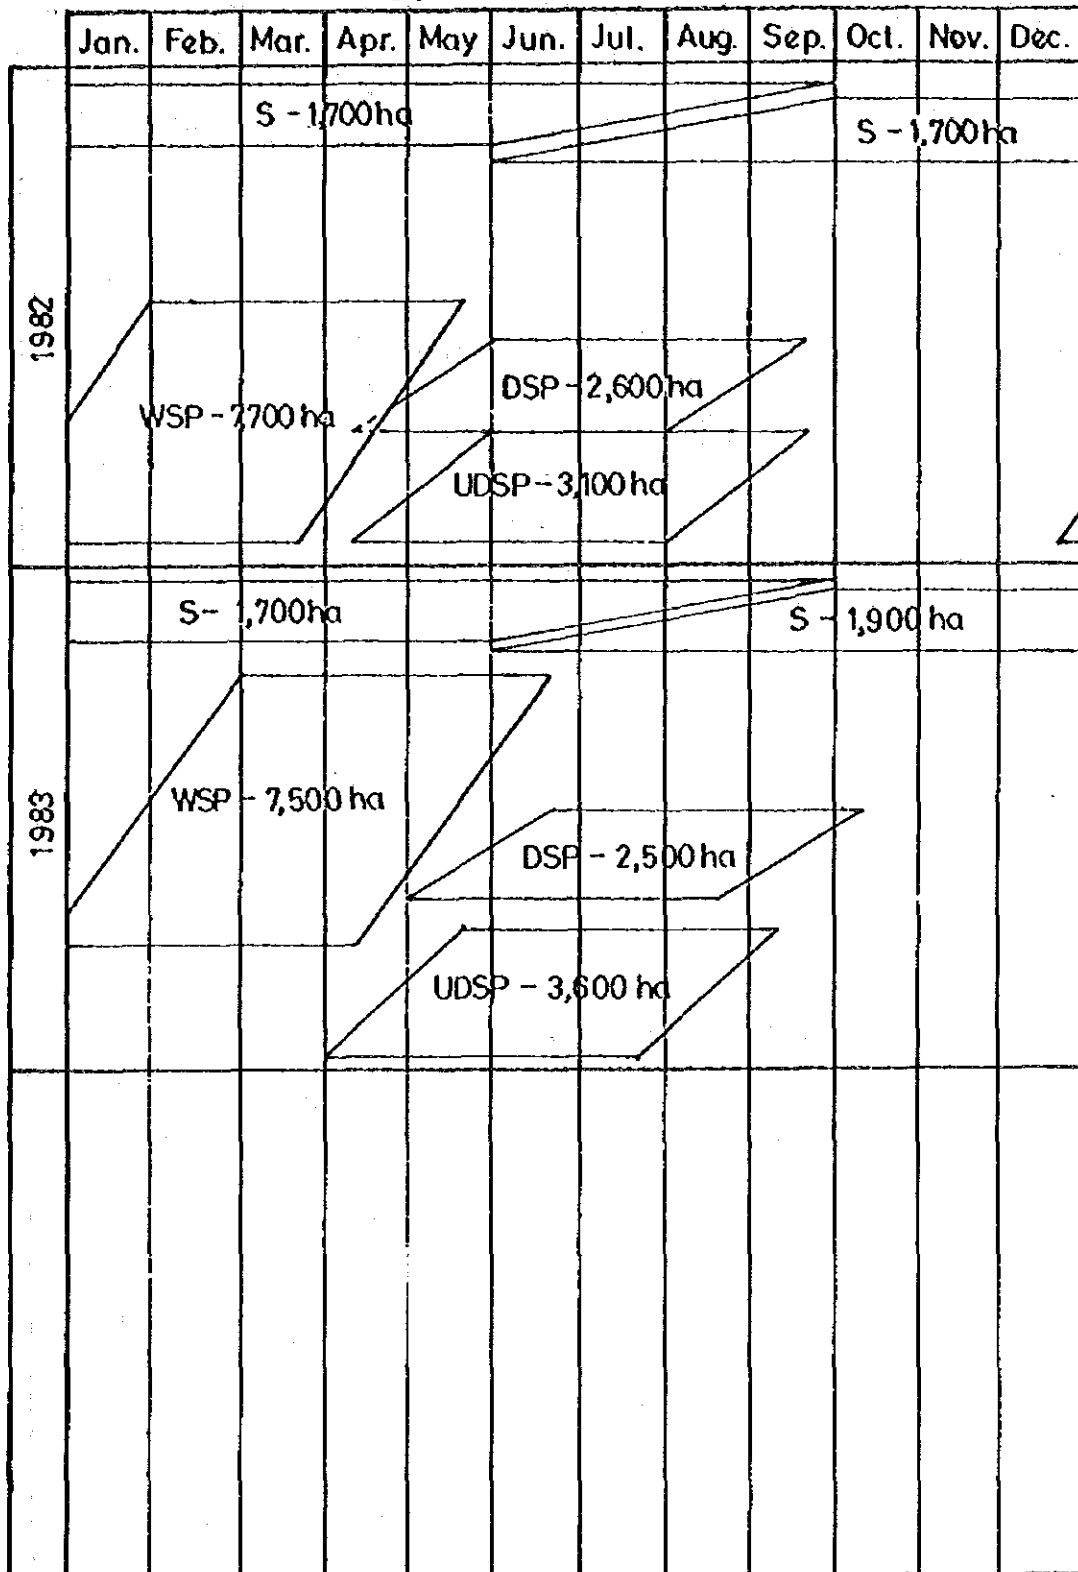 Jan. Feb. Mar. Apr. May Jun. Jul. Aug. Sep. Oct. Nov. Dec.
S - 1,700 ha
S - 1,700 ha
1982
DSP - 2,600 ha
WSP - 7,700 ha
UDSP - 3,100 ha
S - 1,700 ha
S - 1,900 ha
WSP - 7,500 ha
1983
DSP - 2,500 ha
UDSP - 3,600 ha